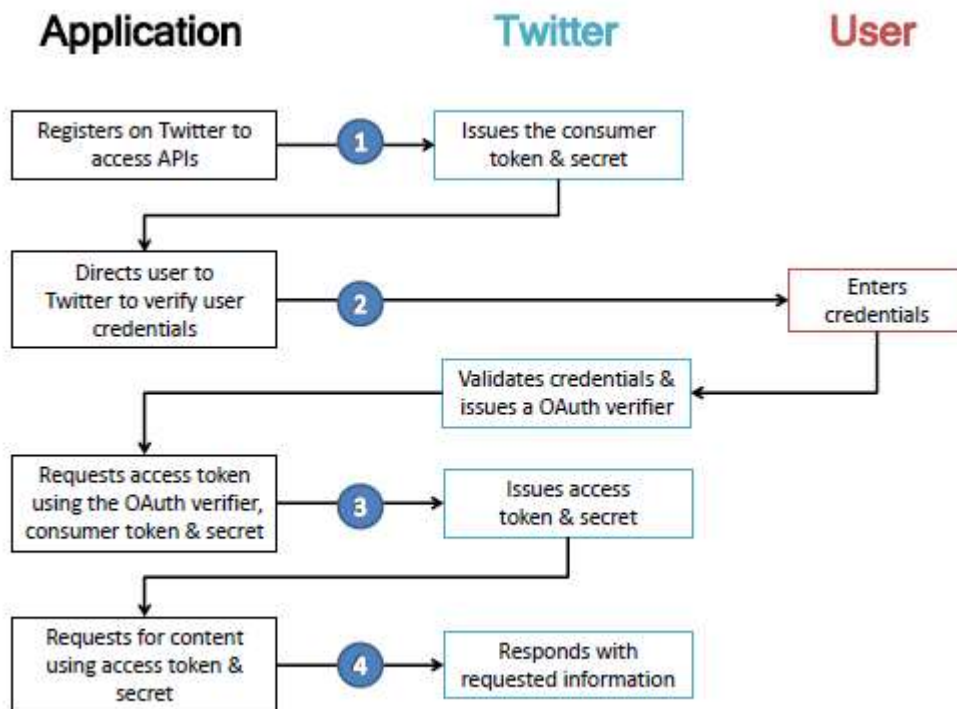 Application
Twitter
User
Registers on Twitter to
access APIs
1
Issues the consumer
token & secret
Directs user to
Twitter to verify user
credentials
2
Enters
credentials
Validates credentials &
issues a OAuth verifier
Requests access token
using the OAuth verifier,
consumer token & secret
3
Issues access
token & secret
Requests for content
using access token &
secret
4
Responds with
requested information